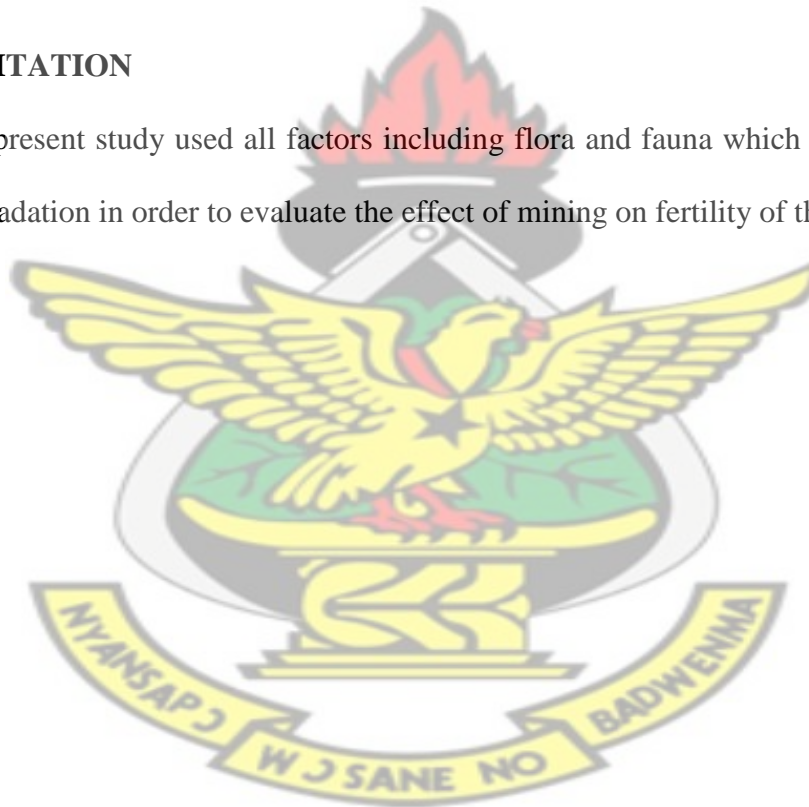 ITATION
present study used all factors including flora and fauna which
adation in order to evaluate the effect of mining on fertility of th
NYANSAPƆ WƆSANE NO BADWENMA